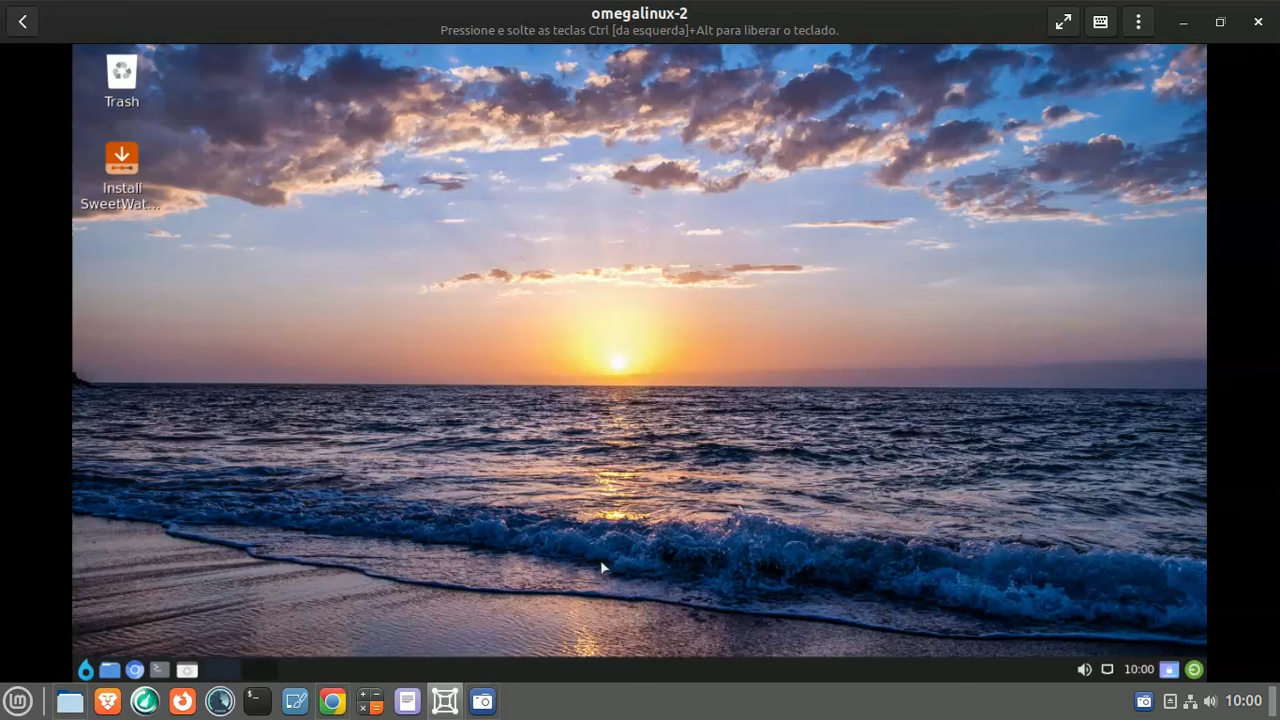 omegalinux-2
Pressione e solte as teclas Ctrl [da esquerda]+Alt para liberar o teclado.
Trash
Install
SweetWat...
10:00
10:00